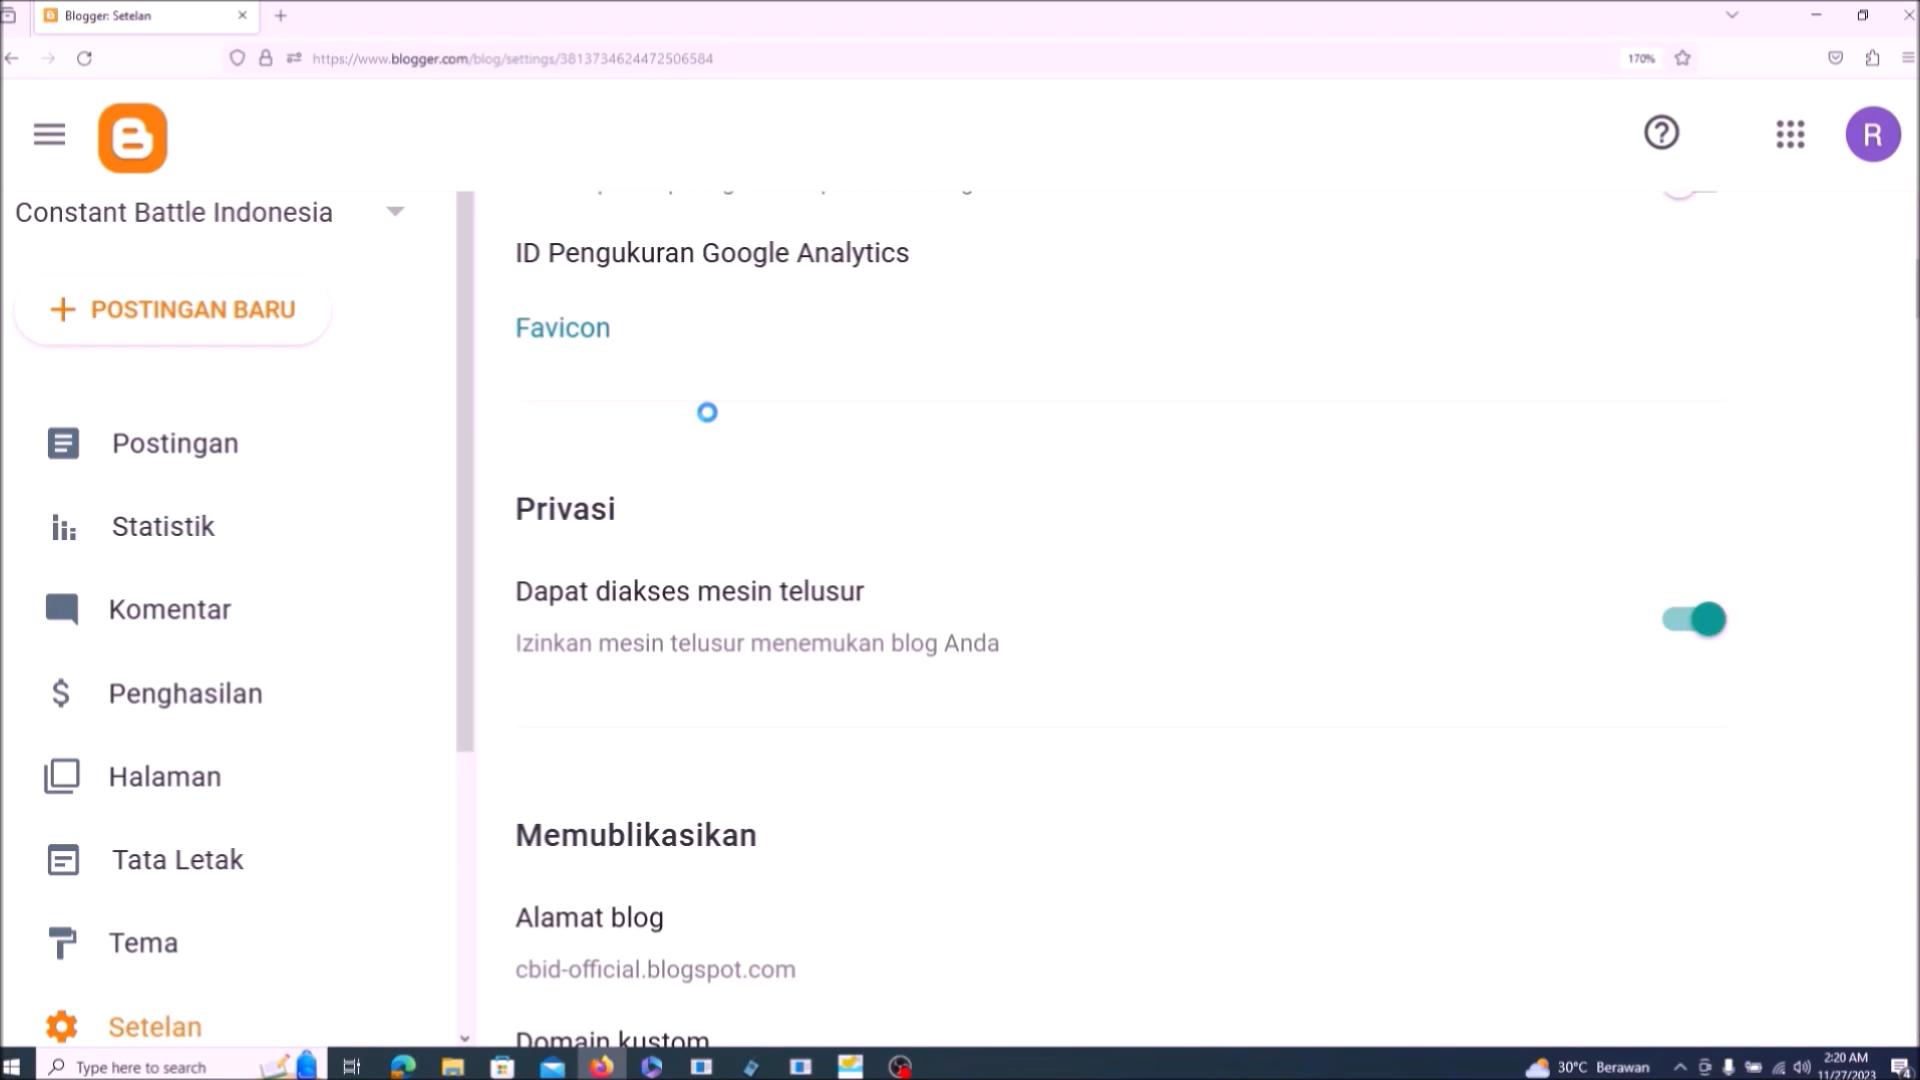 Blogger: Setelan
https://www.blogger.com/blog/settings/3813734624472506584
170%
R
Constant Battle Indonesia
POSTINGAN BARU
Postingan
Statistik
Komentar
Penghasilan
Halaman
Tata Letak
Tema
Setelan
ID Pengukuran Google Analytics
Favicon
Privasi
Dapat diakses mesin telusur
Izinkan mesin telusur menemukan blog Anda
Memublikasikan
Alamat blog
cbid-official.blogspot.com
Domain kustom
Type here to search
30°C Berawan
2:20 AM
11/27/2023
4